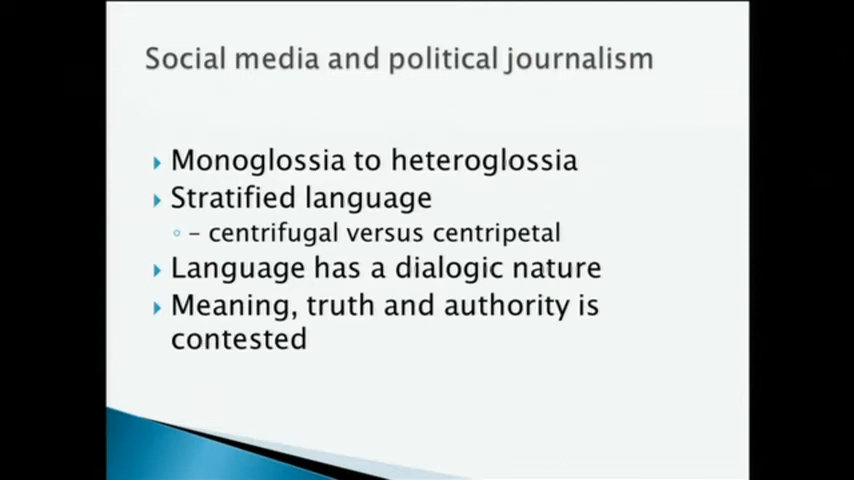 Social media and political journalism
Monoglossia to heteroglossia
Stratified language
– centrifugal versus centripetal
Language has a dialogic nature
Meaning, truth and authority is
contested